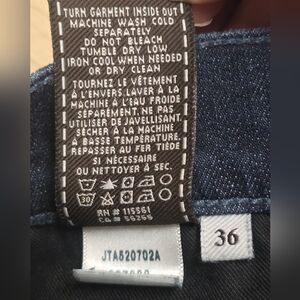 TURN GARMENT INSIDE OUT
MACHINE WASH COLD
SEPARATELY
DO NOT BLEACH
TUMBLE DRY LOW
IRON COOL WHEN NEEDED
OR DRY CLEAN
TOURNEZ LE VÊTEMENT
À L'ENVERS.LAVER À LA
MACHINE À L'EAU FROIDE
SÉPARÉMENT. NE PAS
UTILISER DE JAVELLISANT.
SÉCHER À LA MACHINE
À BASSE TEMPÉRATURE.
REPASSER AU FER TIÈDE
SI NÉCESSAIRE
OU NETTOYER À SEC.
30
RN # 115561
CA # 56266
JTA520702A
36